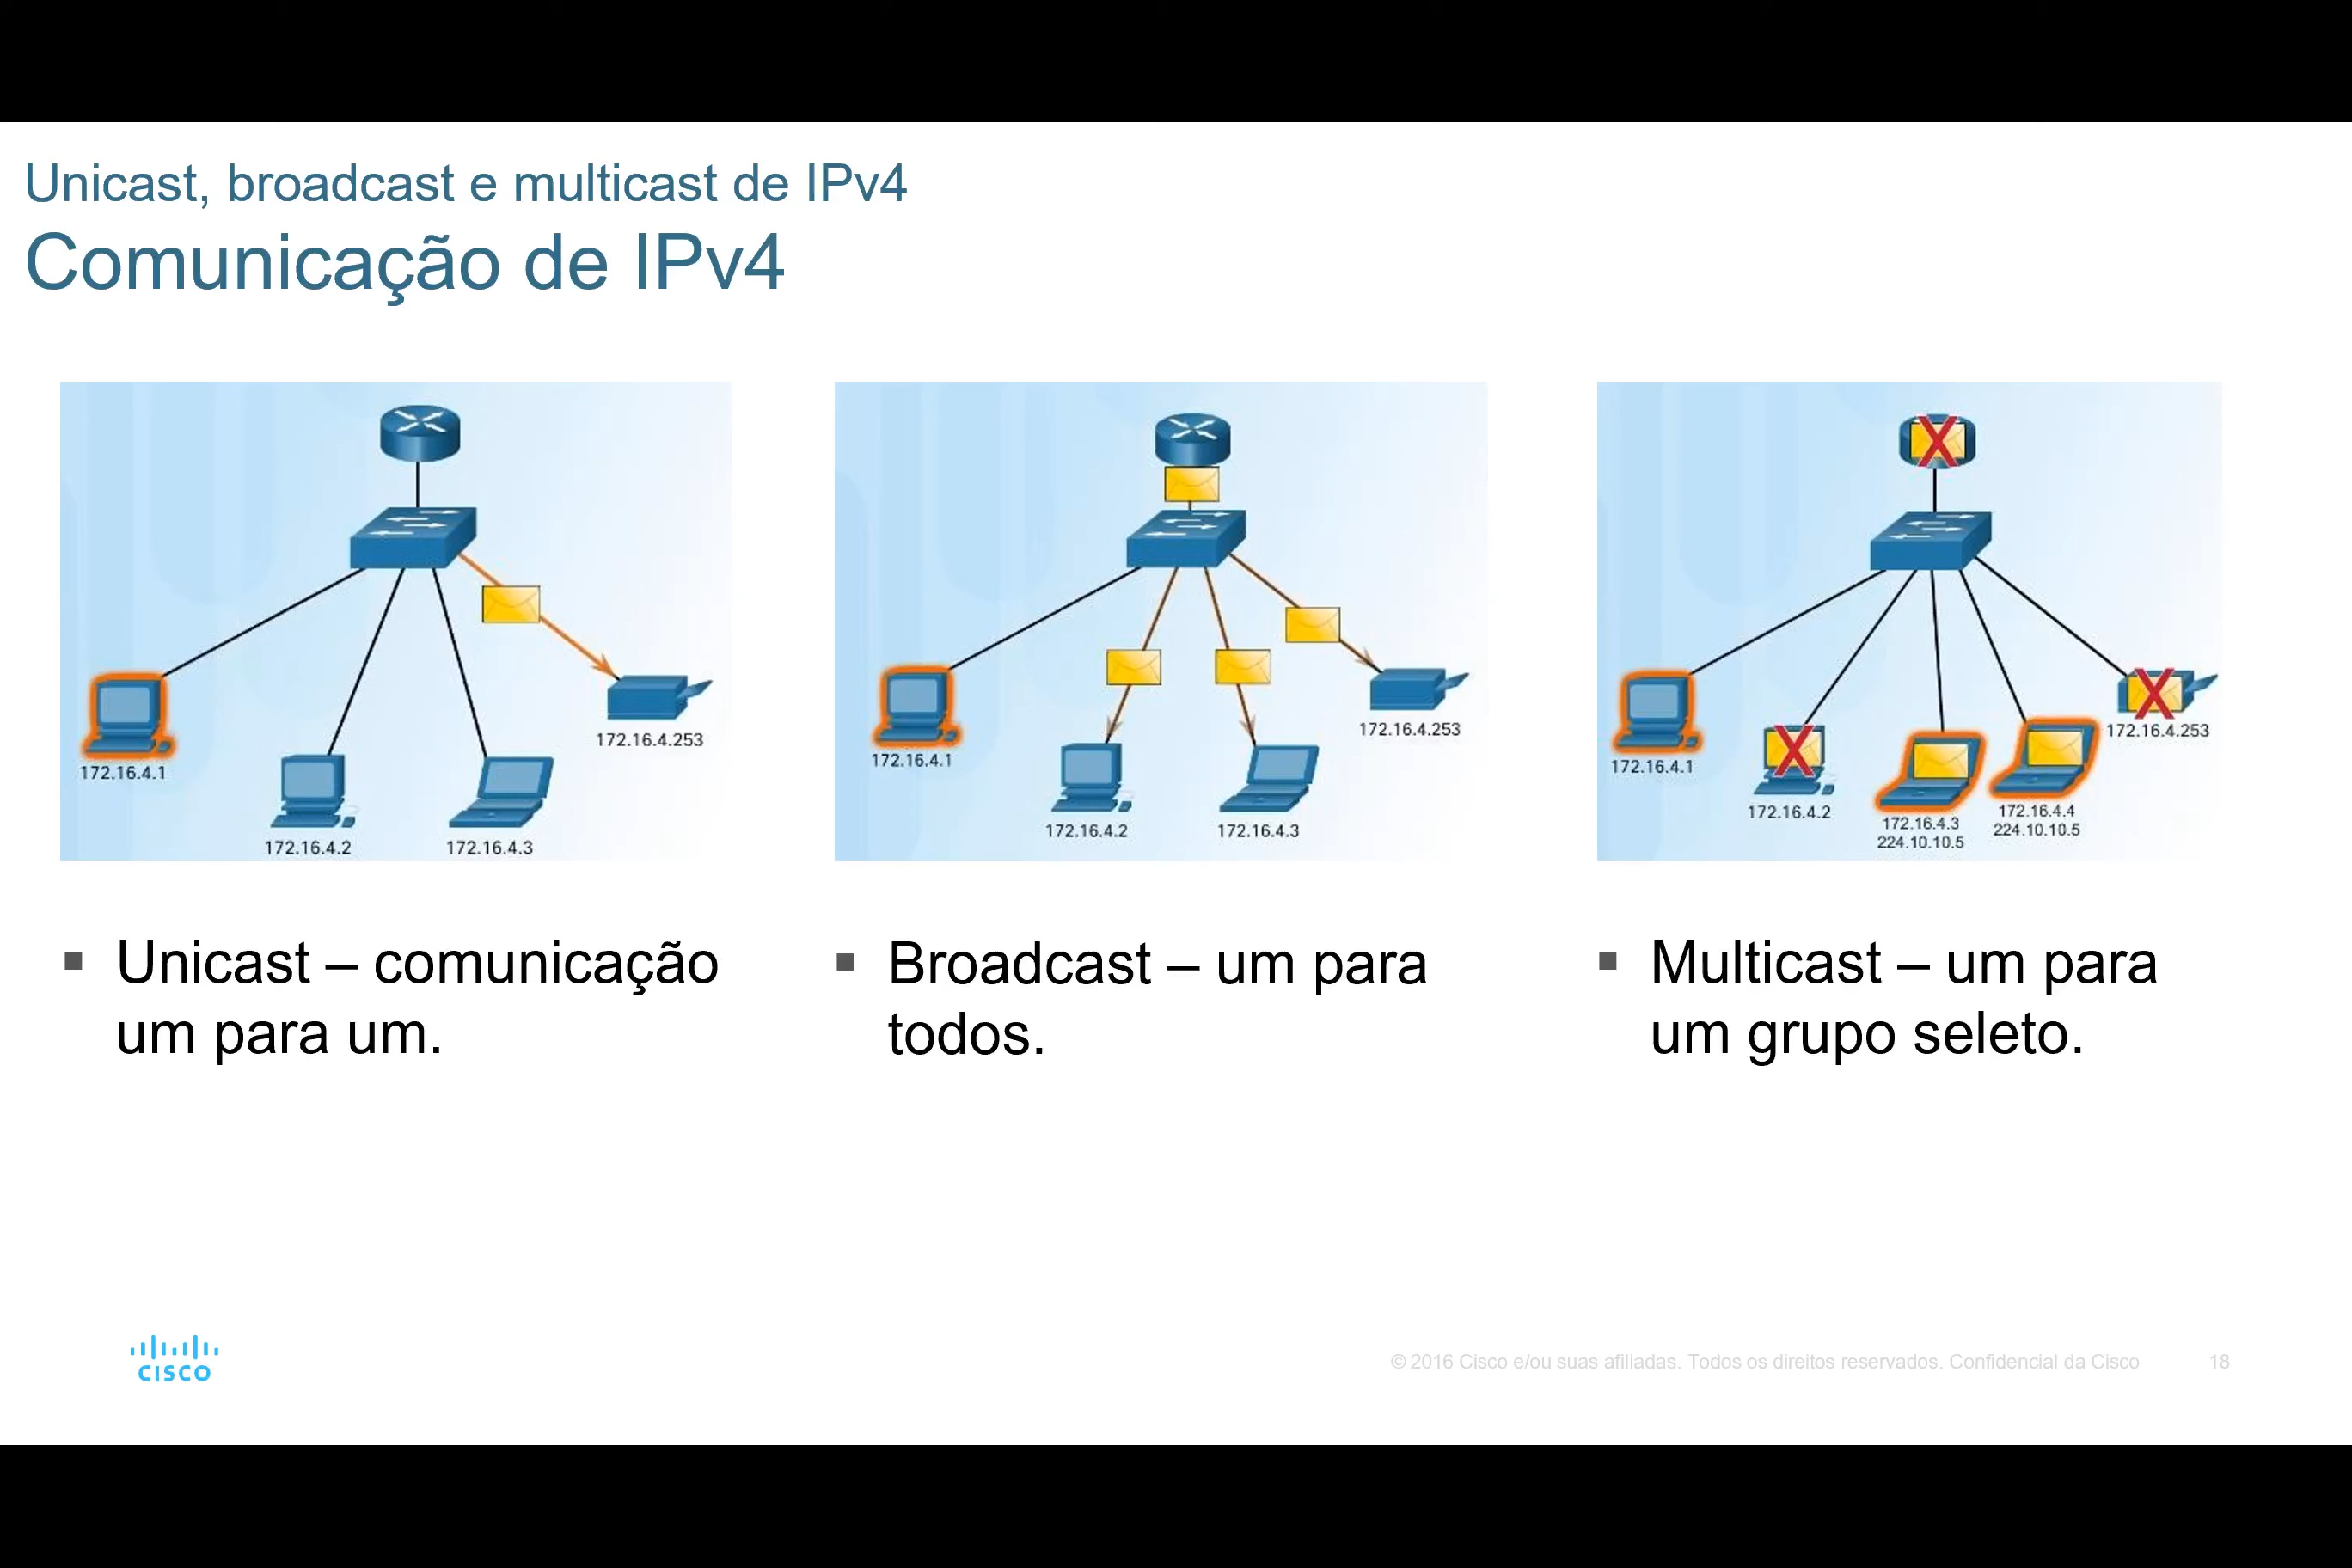 Unicast, broadcast e multicast de IPv4
Comunicação de IPv4
172.16.4.1
172.16.4.2
172.16.4.3
172.16.4.253
172.16.4.1
172.16.4.2
172.16.4.3
172.16.4.253
172.16.4.1
172.16.4.2
172.16.4.3
224.10.10.5
172.16.4.4
224.10.10.5
172.16.4.253
▪ Unicast – comunicação
um para um.
▪ Broadcast – um para
todos.
▪ Multicast – um para
um grupo seleto.
CISCO
© 2016 Cisco e/ou suas afiliadas. Todos os direitos reservados. Confidencial da Cisco 18